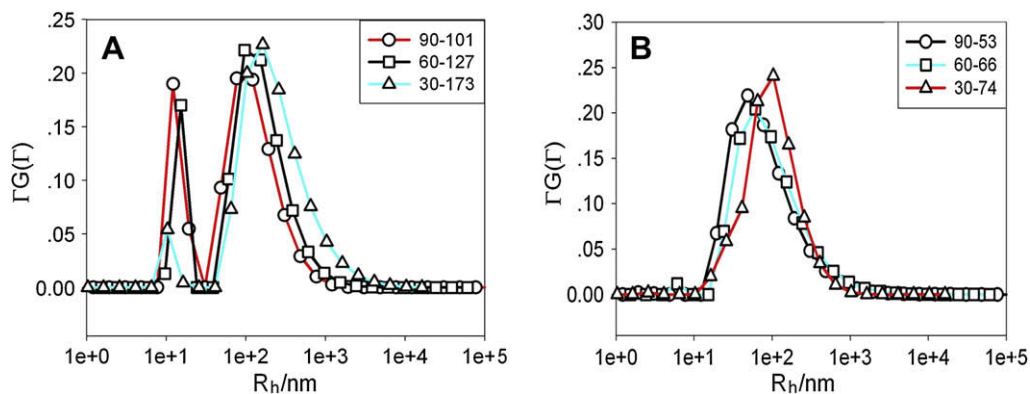 A
90-101
60-127
30-173
ΓG(Γ)
.25
.20
.15
.10
.05
0.00
1e+0 1e+1 1e+2 1e+3 1e+4 1e+5
Rh/nm
B
90-53
60-66
30-74
ΓG(Γ)
.30
.25
.20
.15
.10
.05
0.00
1e+0 1e+1 1e+2 1e+3 1e+4 1e+5
Rh/nm